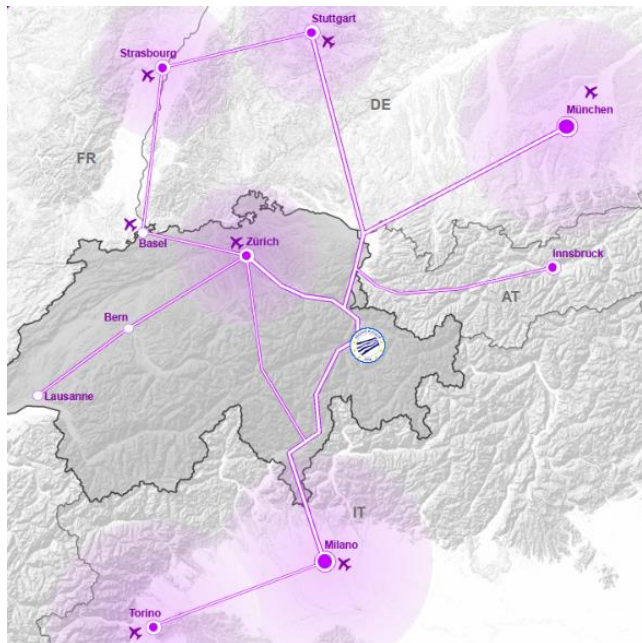 Stuttgart
Strasbourg
DE
München
FR
Basel
Zürich
Innsbruck
AT
Bern
Lausanne
IT
Milano
Torino